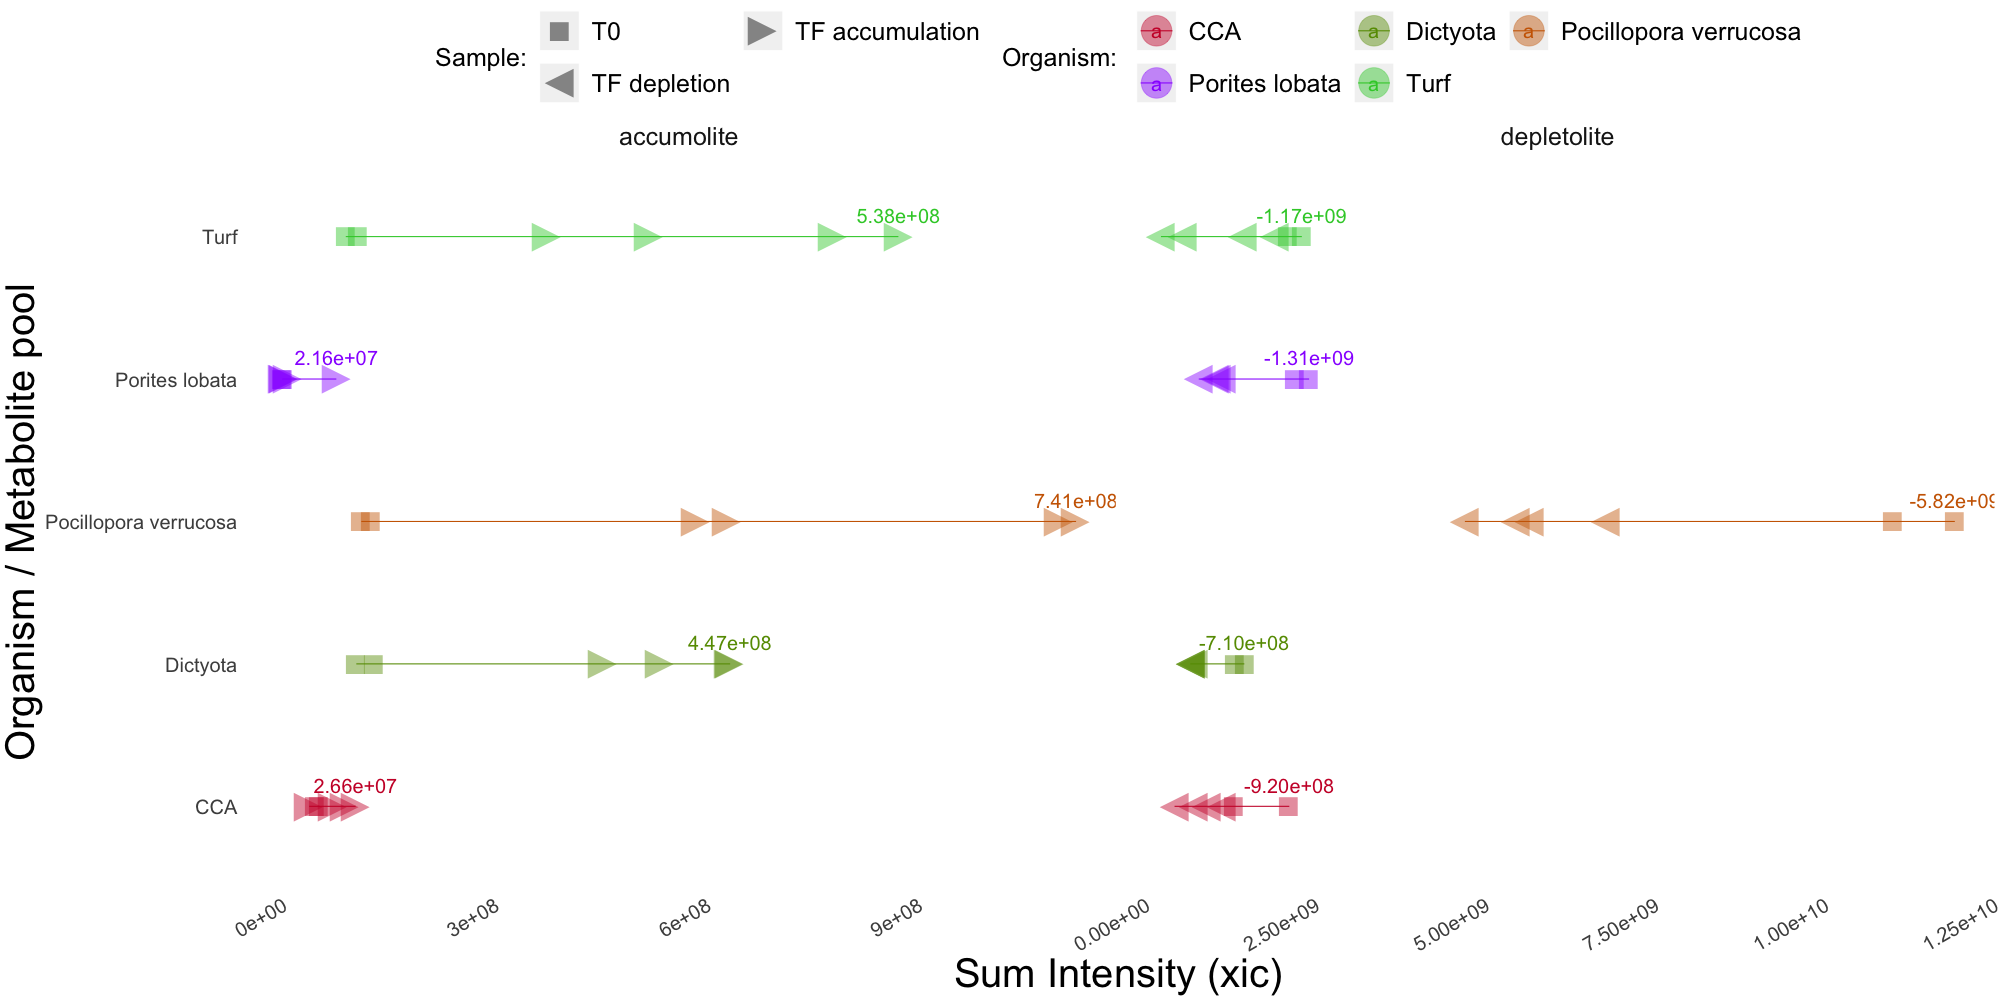 Sample:
T0
TF accumulation
TF depletion
Organism:
a CCA
a Dictyota
a Pocillopora verrucosa
a Porites lobata
a Turf
accumolite
depletolite
Organism / Metabolite pool
Turf
5.38e+08
-1.17e+09
Porites lobata
2.16e+07
-1.31e+09
Pocillopora verrucosa
7.41e+08
-5.82e+09
Dictyota
4.47e+08
-7.10e+08
CCA
2.66e+07
-9.20e+08
0e+00
3e+08
6e+08
9e+08
0.00e+00
2.50e+09
5.00e+09
7.50e+09
1.00e+10
1.25e+10
Sum Intensity (xic)